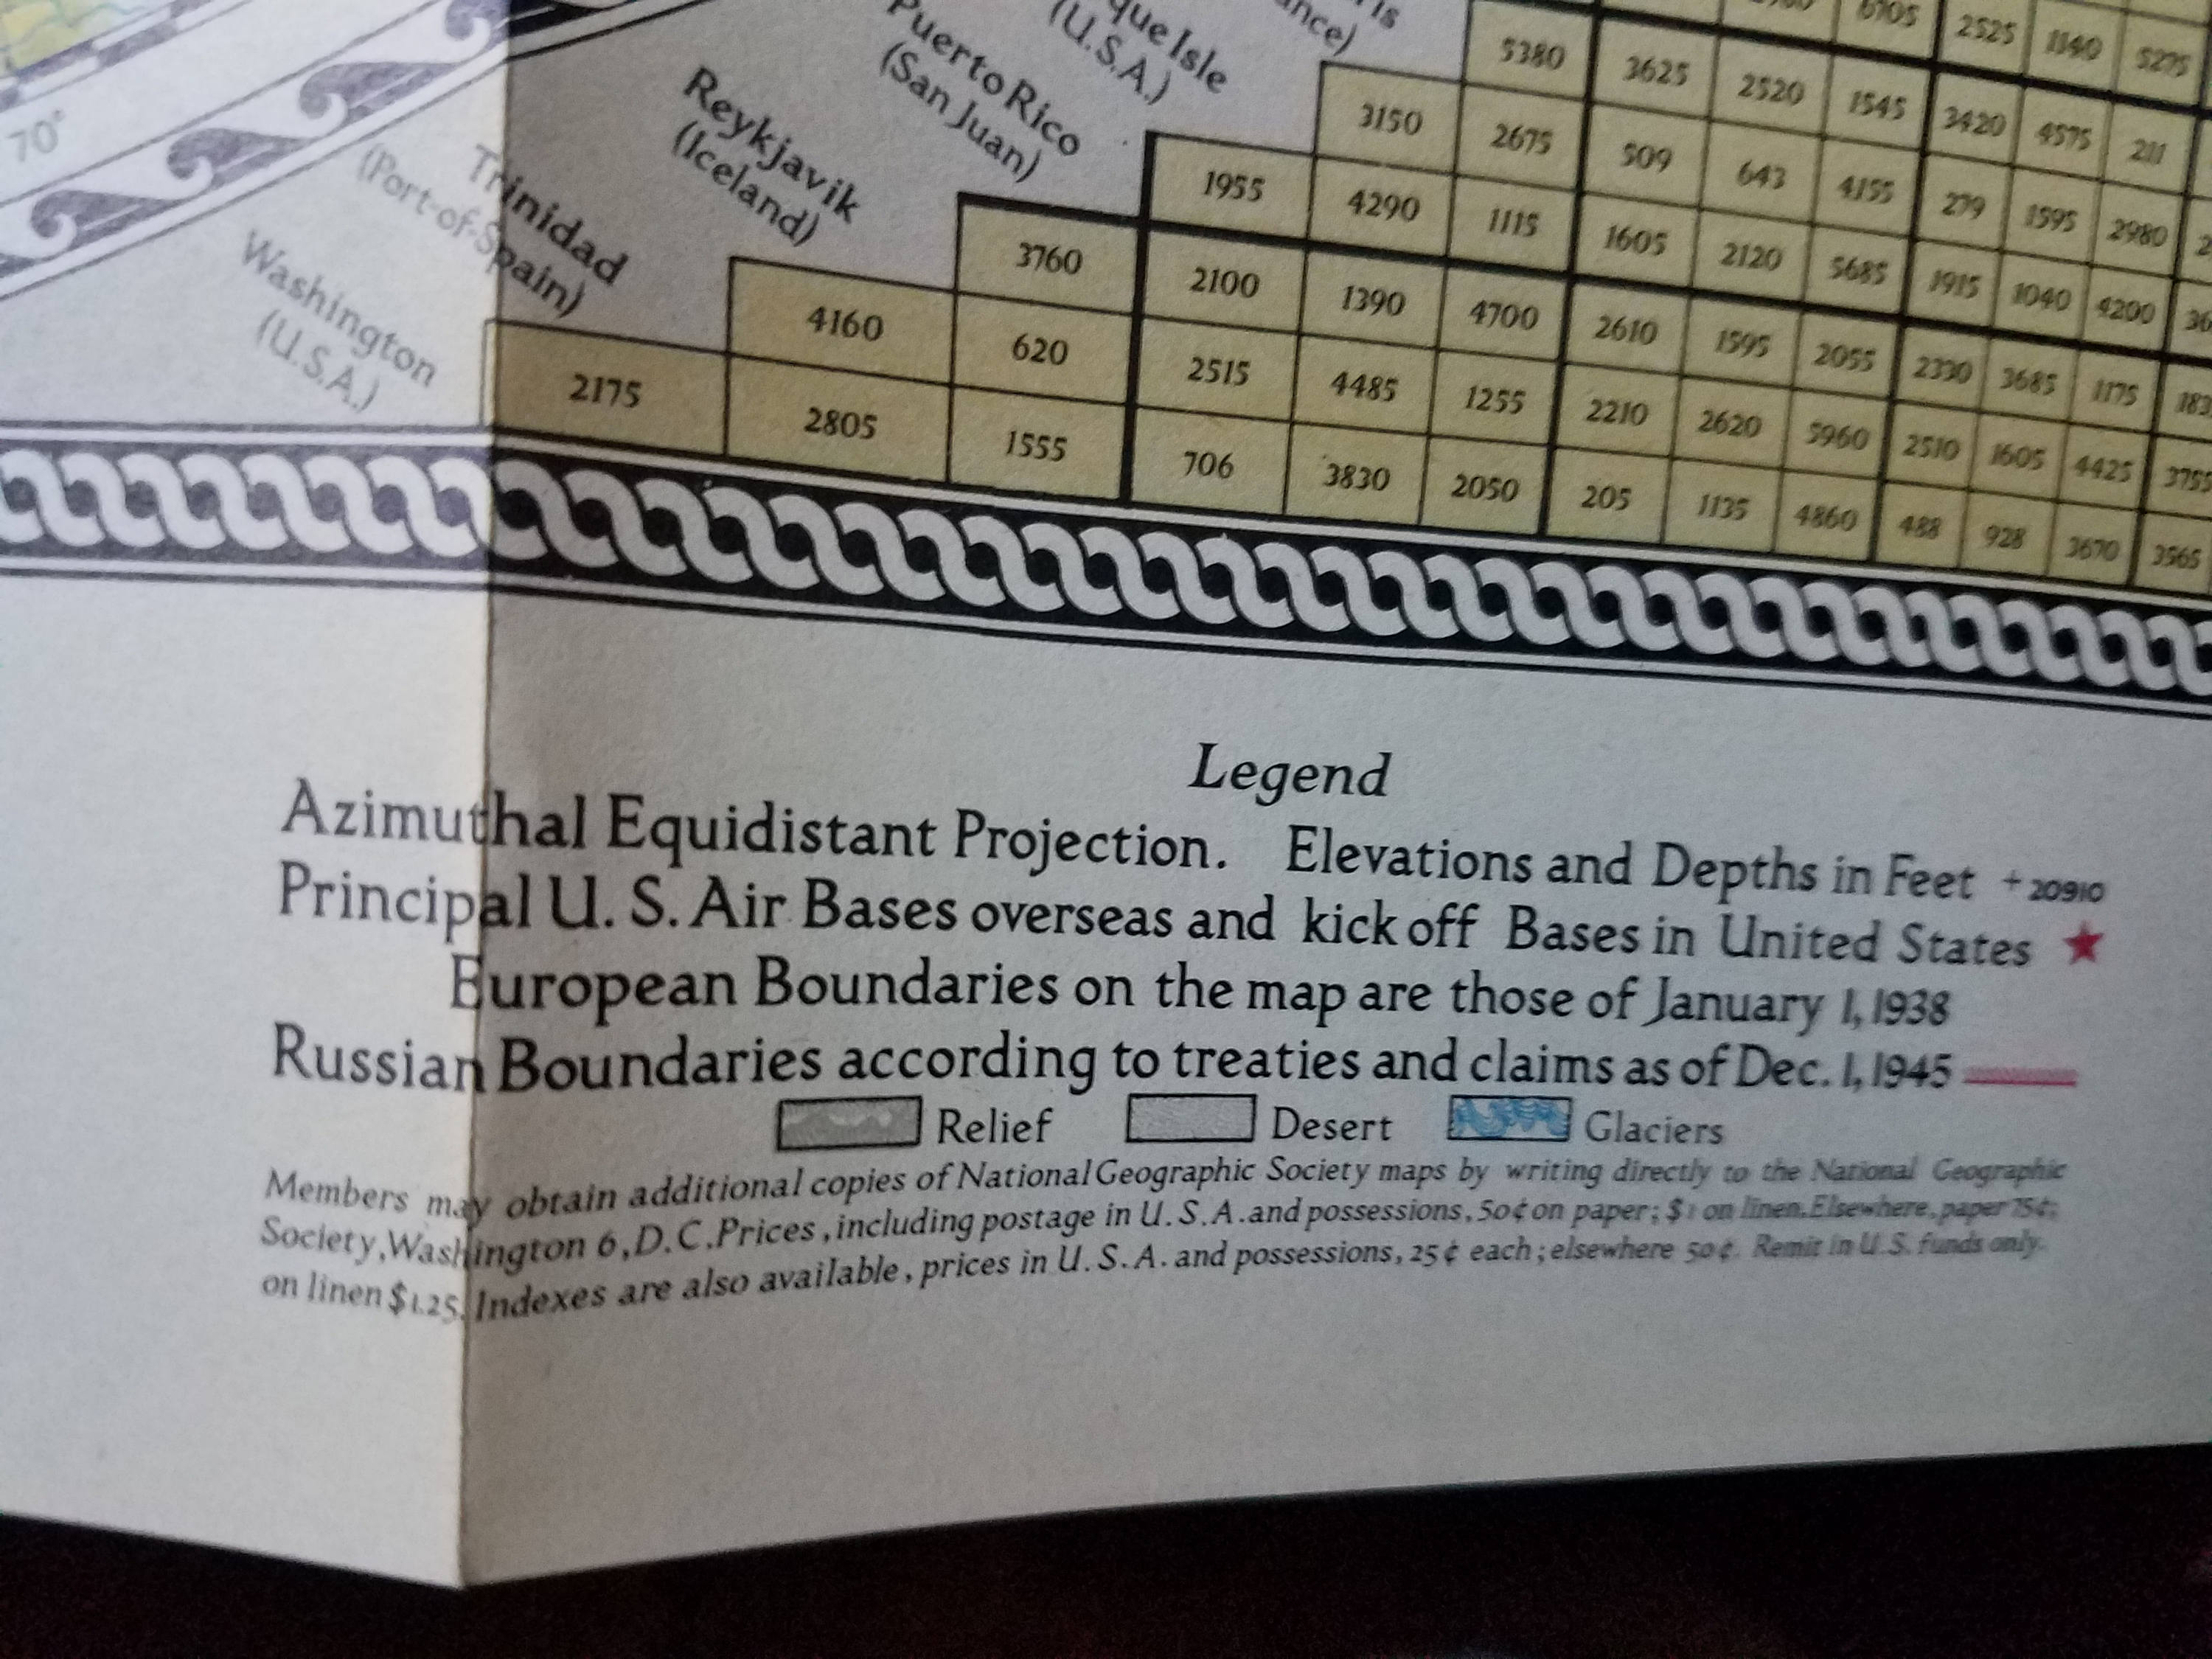 70°
que Isle
(U.S.A.)
Puerto Rico
(San Juan)
Reykjavik
(Iceland)
Trinidad
(Port-of-Spain)
Washington
(U.S.A.)
6105 2525 1140 5275
5380 3625 2520 1545 3420 4575 211
3150 2675 509 643 4155 279 1595 2980
1955 4290 1115 1605 2120 5685 1915 1040 4200
3760 2100 1390 4700 2610 1595 2055 2330 3685 1175
4160 620 2515 4485 1255 2210 2620 5960 2510 1605 4425 3755
2175 2805 1555 706 3830 2050 205 1135 4860 488 928 3670 3565
Legend
Azimuthal Equidistant Projection. Elevations and Depths in Feet +20910
Principal U. S. Air Bases overseas and kick off Bases in United States
European Boundaries on the map are those of January 1, 1938
Russian Boundaries according to treaties and claims as of Dec. 1, 1945
Relief Desert Glaciers
Members may obtain additional copies of National Geographic Society maps by writing directly to the National Geographic
Society, Washington 6, D.C. Prices, including postage in U.S.A. and possessions, 50¢ on paper; $1 on linen. Elsewhere, paper 75¢;
on linen $1.25. Indexes are also available, prices in U.S.A. and possessions, 25¢ each; elsewhere 50¢. Remit in U.S. funds only.